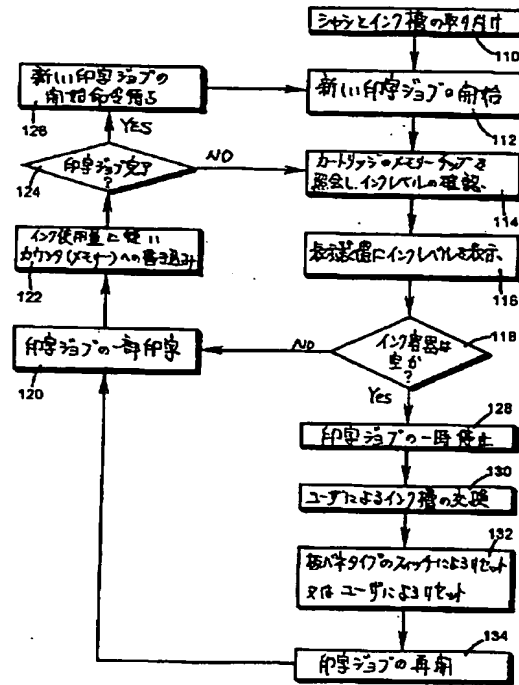 シャシとインク槽の取り付け
110
新しい印字ジョブの開始
112
カートリッジのメモリーチップを
照会し、インクレベルの確認、
114
表示装置にインクレベルを表示、
116
インク容器は
空か
?
118
NO
Yes
印字ジョブの一部印字
120
インク使用量に従い
カウンタ(メモリー)への書き込み
122
印字ジョブ完了
?
124
NO
YES
新しい印字ジョブの
開始命令待ち
126
128
印字ジョブの一時停止
130
ユーザによるインク槽の交換
132
板バネタイプのスイッチによるリセット
又はユーザによるリセット
134
印字ジョブの再開